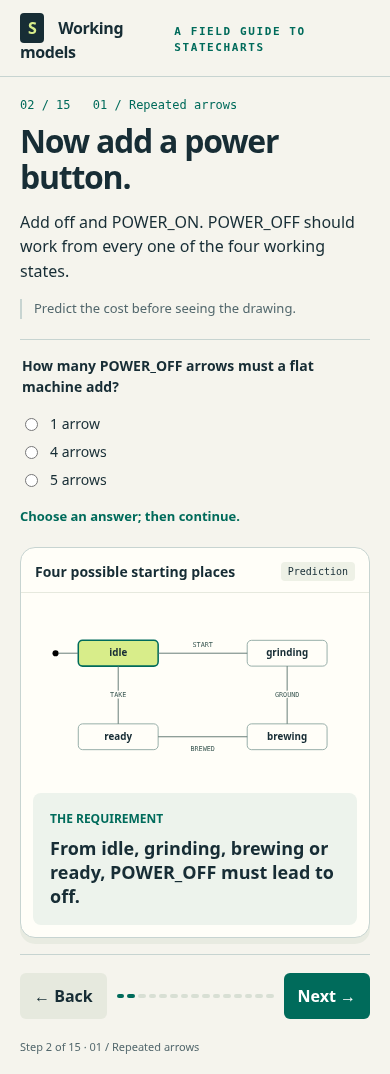 S Working models
A FIELD GUIDE TO STATECHARTS
02 / 15 01 / Repeated arrows
Now add a power
button.
Add off and POWER_ON. POWER_OFF should
work from every one of the four working
states.
Predict the cost before seeing the drawing.
How many POWER_OFF arrows must a flat
machine add?
1 arrow
4 arrows
5 arrows
Choose an answer; then continue.
Four possible starting places
Prediction
idle
START
grinding
TAKE
GROUND
ready
BREWED
brewing
THE REQUIREMENT
From idle, grinding, brewing or
ready, POWER_OFF must lead to
off.
← Back
Next →
Step 2 of 15 · 01 / Repeated arrows